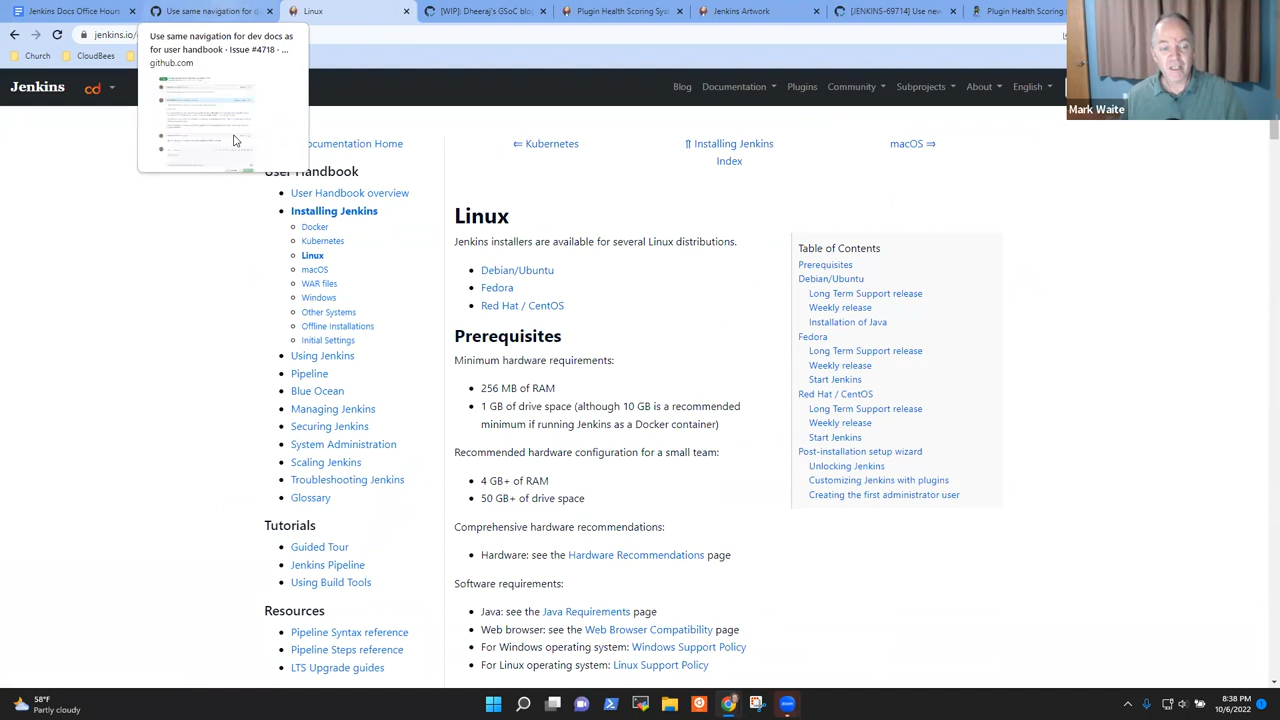 Jenkins Docs Office Hours (U
Linux
[WIP]: Dheeraj's GSoC bl
Plugin Health Scoring Sys
Jenkins Artwork
[JENKINS-69714] Use new
Plugin Health Scoring
jenkins.io/
Church
CloudBees
Use same navigation for dev docs as
for user handbook · Issue #4718 · ...
github.com
Jenkins
cd
Documentation
Plugins
Community
Subprojects
About
English
Mark Waite
⇐ Kubernetes
⇑ Installing Jenkins
Index
macOS ⇒
User Handbook
User Handbook overview
Installing Jenkins
Docker
Kubernetes
Linux
macOS
WAR files
Windows
Other Systems
Offline Installations
Initial Settings
Using Jenkins
Pipeline
Blue Ocean
Managing Jenkins
Securing Jenkins
System Administration
Scaling Jenkins
Troubleshooting Jenkins
Glossary
Tutorials
Guided Tour
Jenkins Pipeline
Using Build Tools
Resources
Pipeline Syntax reference
Pipeline Steps reference
LTS Upgrade guides
Linux
Jenkins installers are available for several Linux distributions.
Debian/Ubuntu
Fedora
Red Hat / CentOS
Prerequisites
Minimum hardware requirements:
256 MB of RAM
1 GB of drive space (although 10 GB is a recommended
minimum if running Jenkins as a Docker container)
Recommended hardware configuration for a small team:
4 GB+ of RAM
50 GB+ of drive space
Comprehensive hardware recommendations:
Hardware: see the Hardware Recommendations page
Software requirements:
Java: see the Java Requirements page
Web browser: see the Web Browser Compatibility page
For Windows operating system: Windows Support Policy
For Linux operating system: Linux Support Policy
Table of Contents
Prerequisites
Debian/Ubuntu
Long Term Support release
Weekly release
Installation of Java
Fedora
Long Term Support release
Weekly release
Start Jenkins
Red Hat / CentOS
Long Term Support release
Weekly release
Start Jenkins
Post-installation setup wizard
Unlocking Jenkins
Customizing Jenkins with plugins
Creating the first administrator user
58°F
Partly cloudy
8:38 PM
10/6/2022